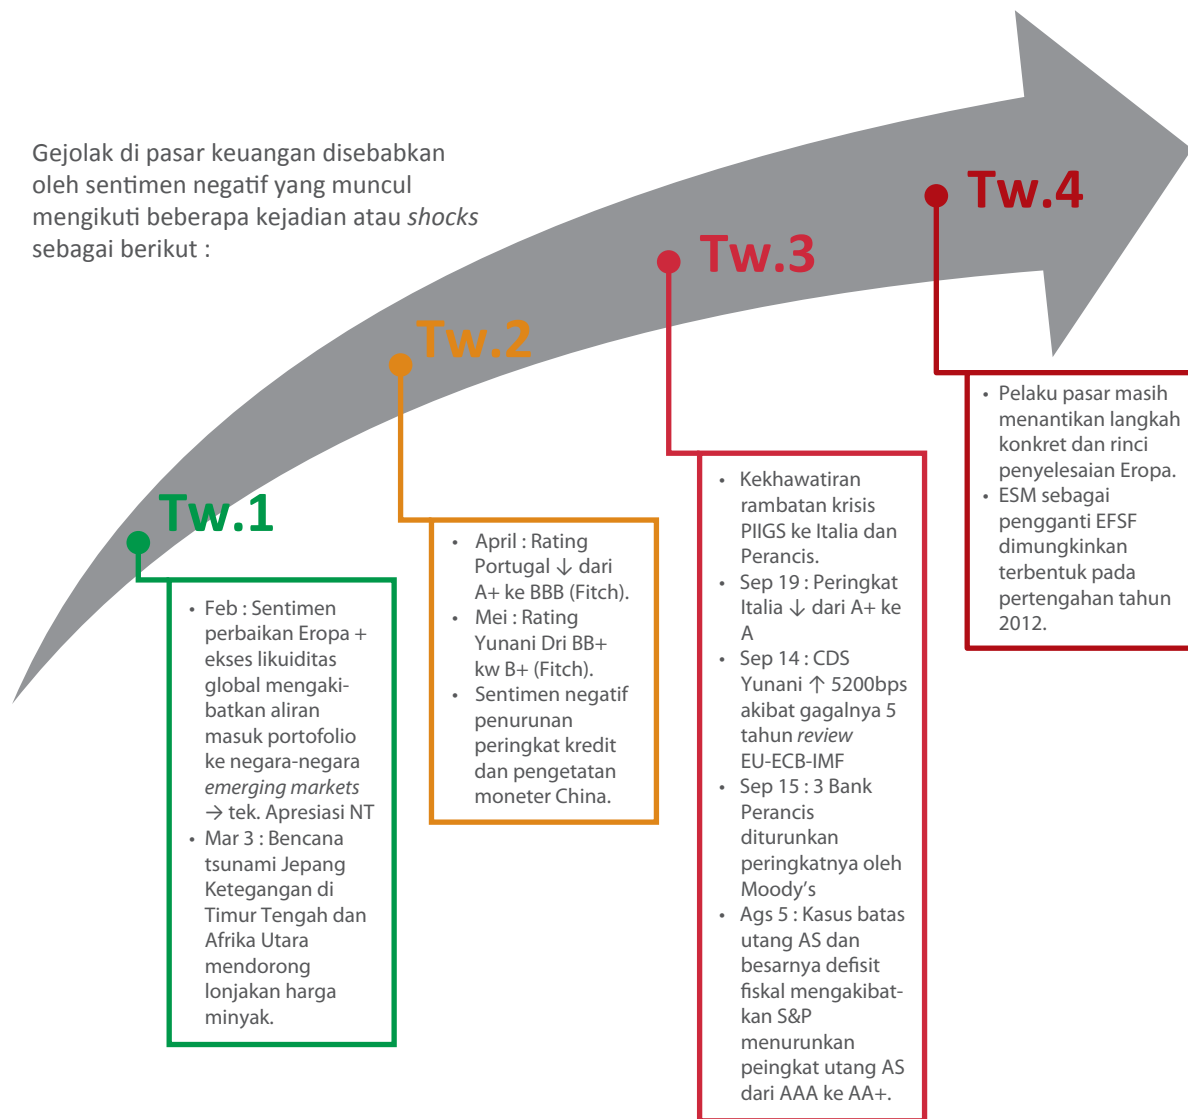 Gejolak di pasar keuangan disebabkan
oleh sentimen negatif yang muncul
mengikuti beberapa kejadian atau shocks
sebagai berikut :
Tw.1
• Feb : Sentimen
perbaikan Eropa +
ekses likuiditas
global mengaki-
batkan aliran
masuk portofolio
ke negara-negara
emerging markets
→ tek. Apresiasi NT
• Mar 3 : Bencana
tsunami Jepang
Ketegangan di
Timur Tengah dan
Afrika Utara
mendorong
lonjakan harga
minyak.
Tw.2
• April : Rating
Portugal ↓ dari
A+ ke BBB (Fitch).
• Mei : Rating
Yunani Dri BB+
kw B+ (Fitch).
• Sentimen negatif
penurunan
peringkat kredit
dan pengetatan
moneter China.
Tw.3
• Kekhawatiran
rambatan krisis
PIIGS ke Italia dan
Perancis.
• Sep 19 : Peringkat
Italia ↓ dari A+ ke
A
• Sep 14 : CDS
Yunani ↑ 5200bps
akibat gagalnya 5
tahun review
EU-ECB-IMF
• Sep 15 : 3 Bank
Perancis
diturunkan
peringkatnya oleh
Moody’s
• Ags 5 : Kasus batas
utang AS dan
besarnya defisit
fiskal mengakibat-
kan S&P
menurunkan
peingkat utang AS
dari AAA ke AA+.
Tw.4
• Pelaku pasar masih
menantikan langkah
konkret dan rinci
penyelesaian Eropa.
• ESM sebagai
pengganti EFSF
dimungkinkan
terbentuk pada
pertengahan tahun
2012.